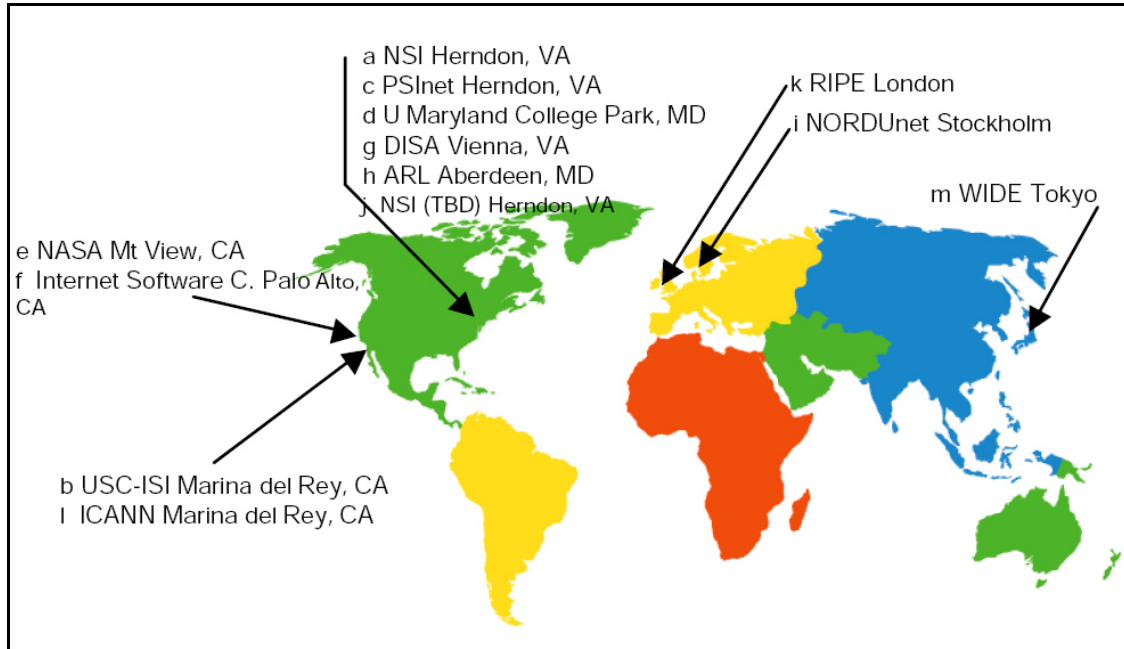 a NSI Herndon, VA
c PSInet Herndon, VA
d U Maryland College Park, MD
g DISA Vienna, VA
h ARL Aberdeen, MD
j NSI (TBD) Herndon, VA
k RIPE London
i NORDUnet Stockholm
m WIDE Tokyo
e NASA Mt View, CA
f Internet Software C. Palo Alto,
CA
b USC-ISI Marina del Rey, CA
l ICANN Marina del Rey, CA